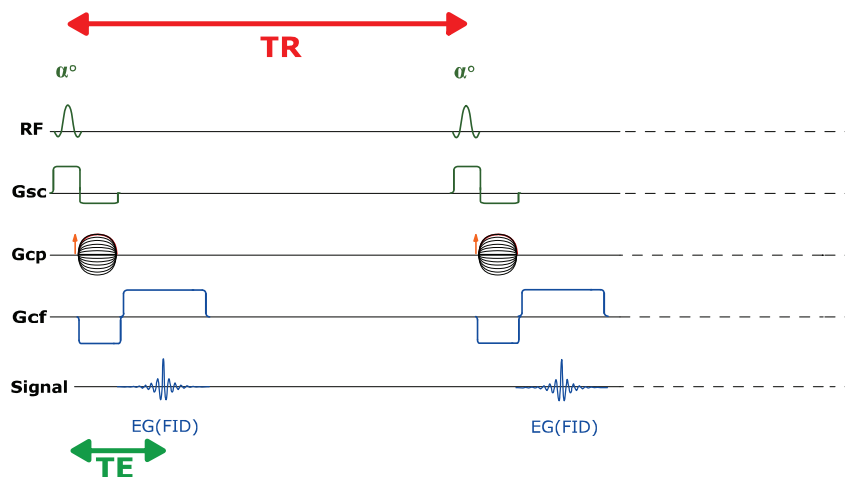 TR
α° α°
RF
Gsc
Gcp
Gcf
Signal
EG(FID) EG(FID)
TE